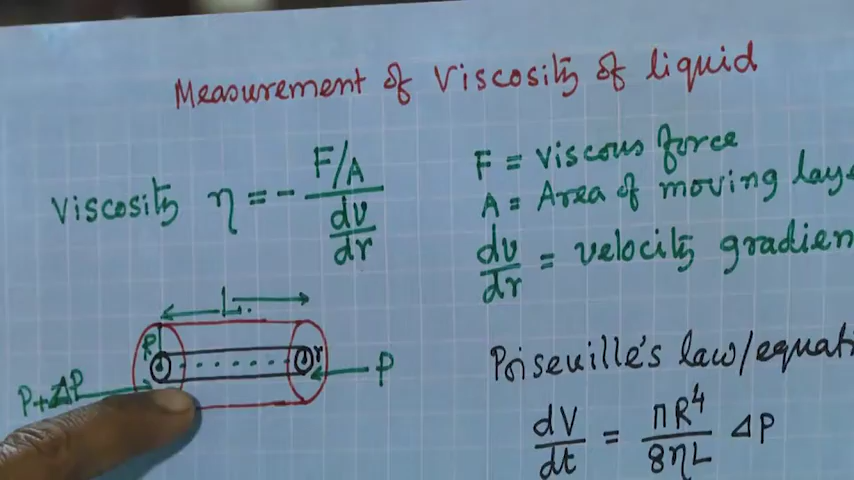 Measurement of Viscosity of liquid
Viscosity η = - F/A / dv/dr
F = viscous force
A = Area of moving lay
dv/dr = velocity gradien
L
R
r
P+ΔP
P
Poiseuille's law/equat
dV/dt = πR⁴/8ηL ΔP